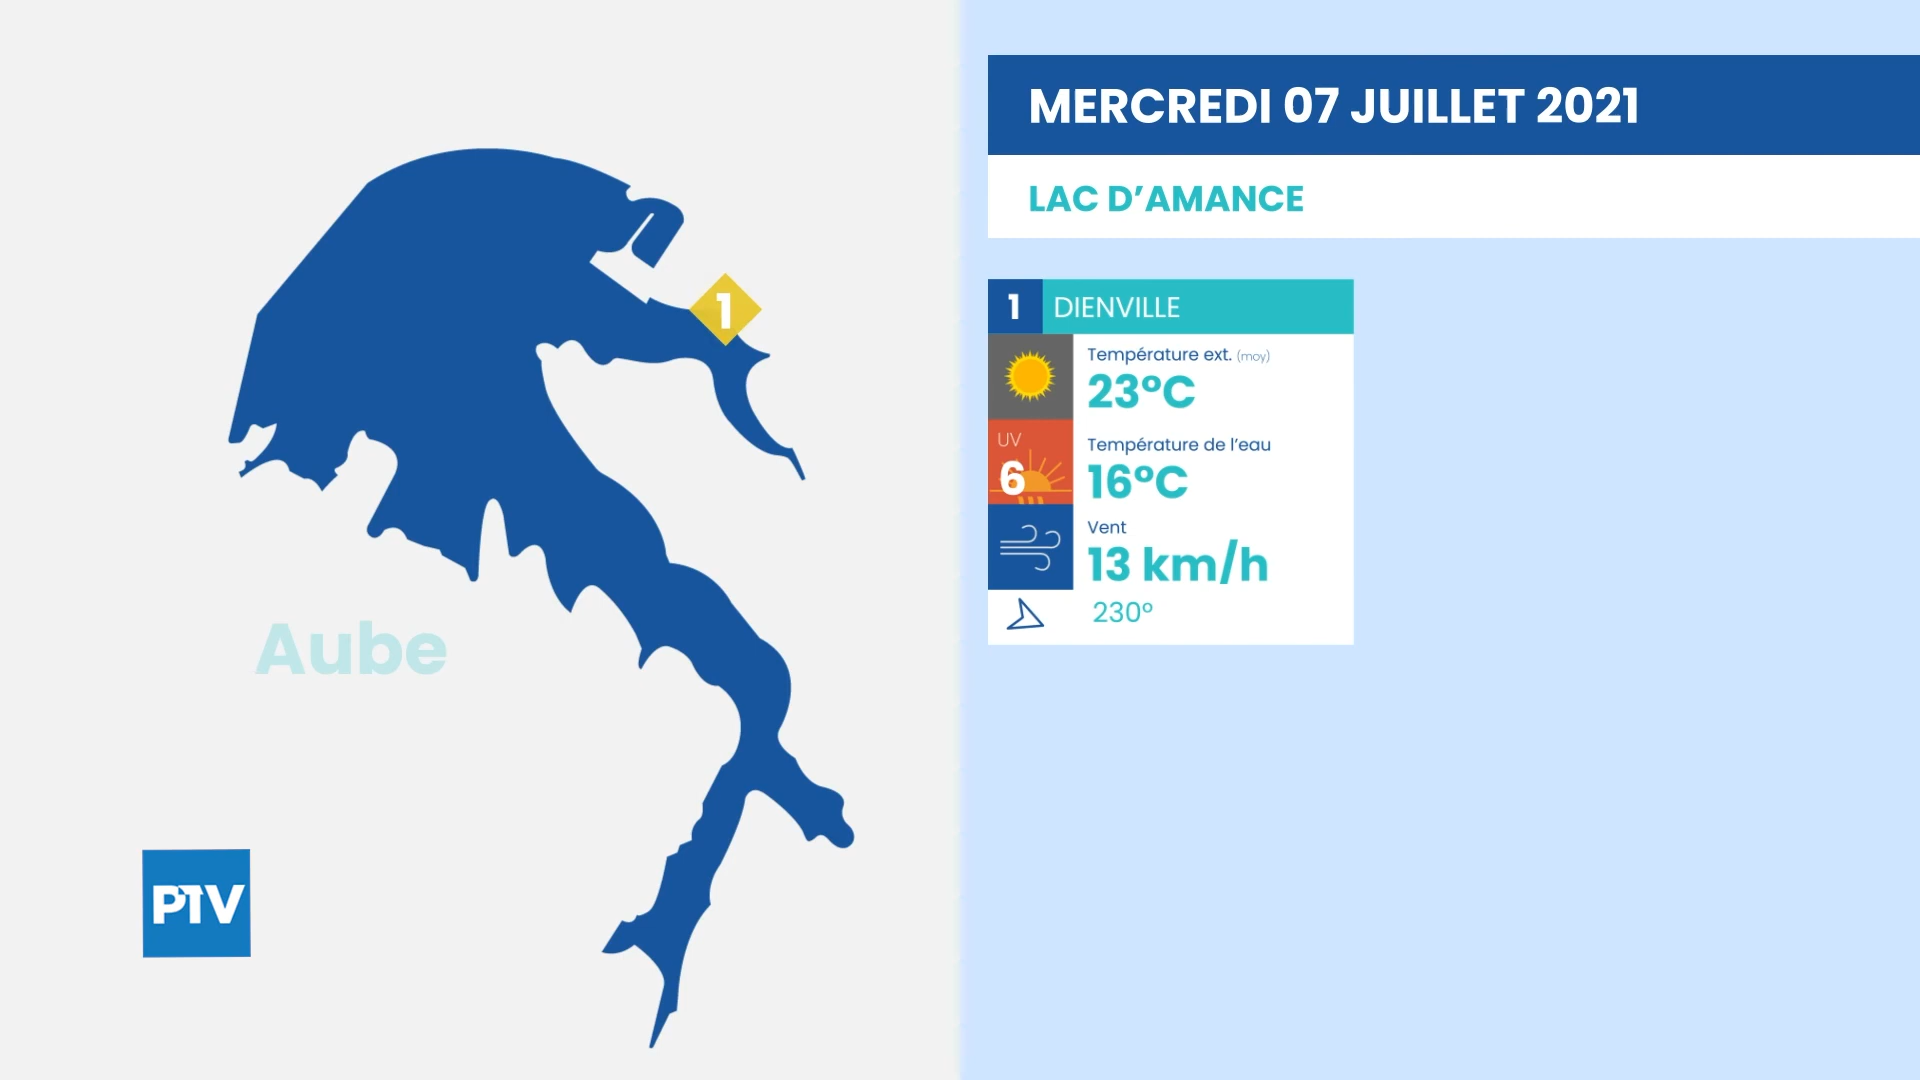 MERCREDI 07 JUILLET 2021
LAC D’AMANCE
1
1 DIENVILLE
Température ext. (moy)
23°C
UV
6
Température de l’eau
16°C
Vent
13 km/h
230°
Aube
PTV